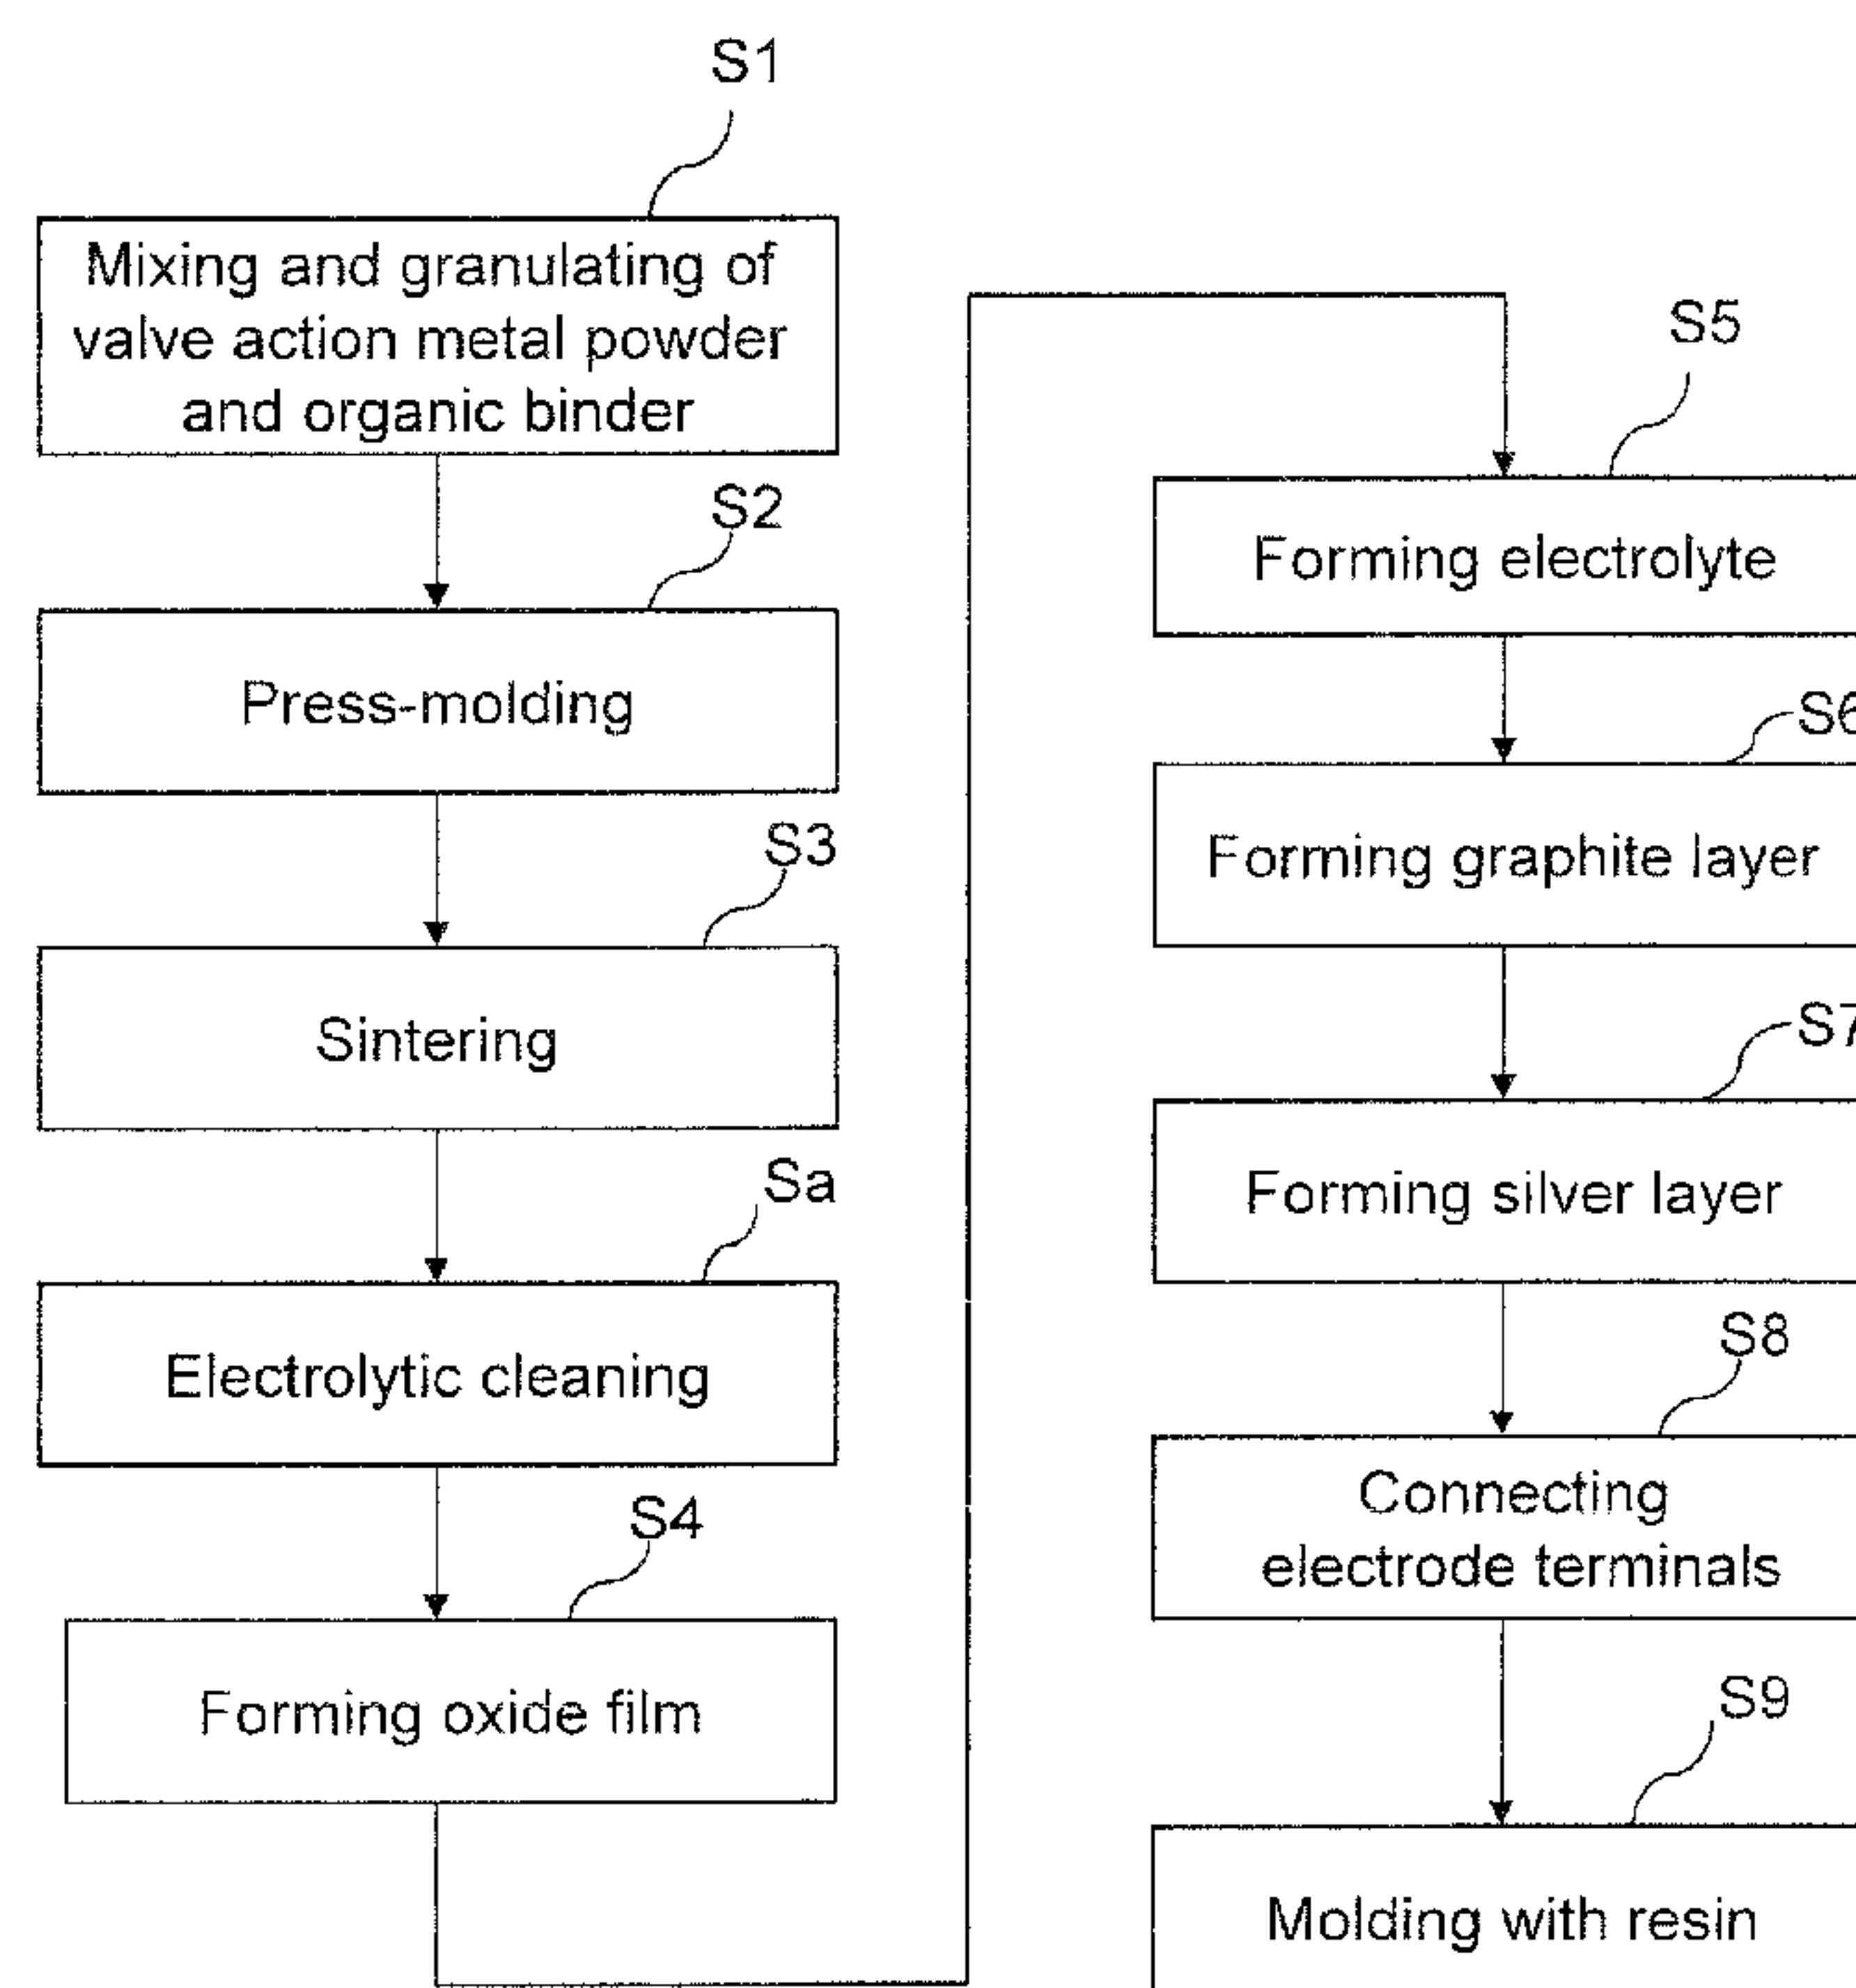 S1
Mixing and granulating of
valve action metal powder
and organic binder
S2
Press-molding
S3
Sintering
Sa
Electrolytic cleaning
S4
Forming oxide film
S5
Forming electrolyte
S6
Forming graphite layer
S7
Forming silver layer
S8
Connecting
electrode terminals
S9
Molding with resin